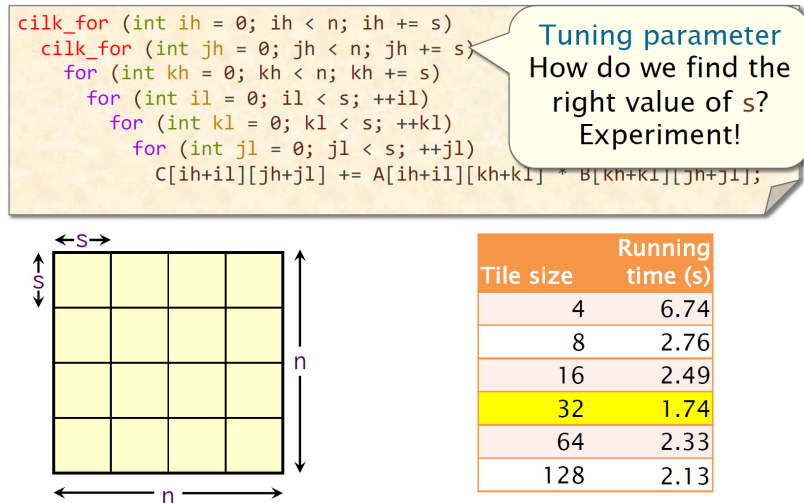 cilk_for (int ih = 0; ih < n; ih += s)
cilk_for (int jh = 0; jh < n; jh += s)
for (int kh = 0; kh < n; kh += s)
for (int il = 0; il < s; ++il)
for (int kl = 0; kl < s; ++kl)
for (int jl = 0; jl < s; ++jl)
C[ih+il][jh+jl] += A[ih+il][kh+kl] * B[kh+kl][jh+jl];
Tuning parameter
How do we find the
right value of s?
Experiment!
s
s
n
n
Tile size Running time (s)
4 6.74
8 2.76
16 2.49
32 1.74
64 2.33
128 2.13